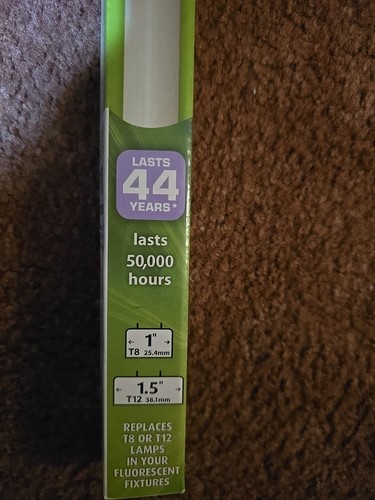 LASTS
44
YEARS*
lasts
50,000
hours
1"
T8 25.4mm
1.5"
T12 38.1mm
REPLACES
T8 OR T12
LAMPS
IN YOUR
FLUORESCENT
FIXTURES